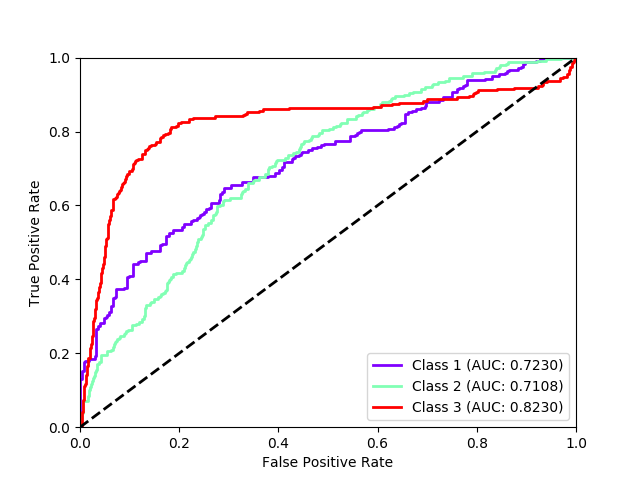 1.0
0.8
0.6
0.4
0.2
0.0
True Positive Rate
Class 1 (AUC: 0.7230)
Class 2 (AUC: 0.7108)
Class 3 (AUC: 0.8230)
0.0 0.2 0.4 0.6 0.8 1.0
False Positive Rate